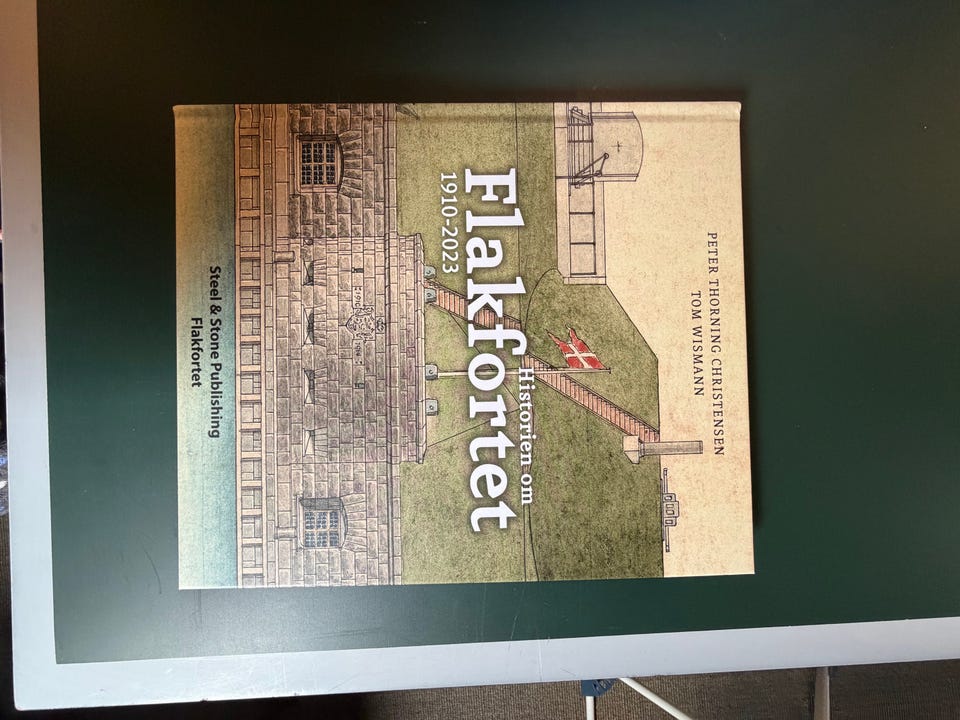 PETER THORNING CHRISTENSEN
TOM WISMANN
Historien om
Flakfortet
1910-2023
Steel & Stone Publishing
Flakfortet